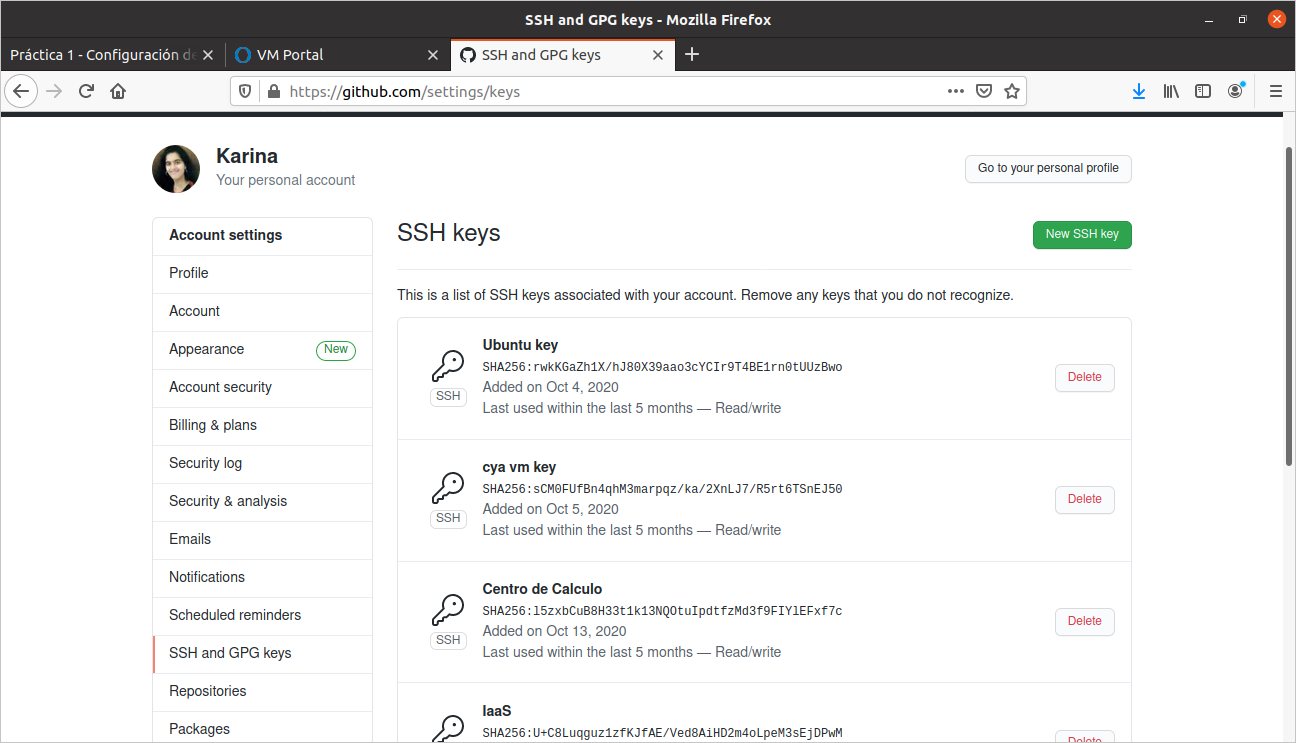 SSH and GPG keys - Mozilla Firefox
Práctica 1 - Configuración de
VM Portal
SSH and GPG keys
https://github.com/settings/keys
Karina
Your personal account
Go to your personal profile
Account settings
Profile
Account
Appearance New
Account security
Billing & plans
Security log
Security & analysis
Emails
Notifications
Scheduled reminders
SSH and GPG keys
Repositories
Packages
SSH keys
New SSH key
This is a list of SSH keys associated with your account. Remove any keys that you do not recognize.
Ubuntu key
SHA256:rwkKGaZh1X/hJ80X39aao3cYCIr9T4BE1rn0tUUzBwo
Added on Oct 4, 2020
Last used within the last 5 months — Read/write
SSH
Delete
cya vm key
SHA256:sCM0FUfBn4qhM3marpqz/ka/2XnLJ7/R5rt6TSnEJ50
Added on Oct 5, 2020
Last used within the last 5 months — Read/write
SSH
Delete
Centro de Calculo
SHA256:l5zxbCuB8H33t1k13NQOtuIpdtfzMd3f9FIYlEFxf7c
Added on Oct 13, 2020
Last used within the last 5 months — Read/write
SSH
Delete
IaaS
SHA256:U+C8Luqguz1zfKJfAE/Ved8AiHD2m4oLpeM3sEjDPwM
Delete